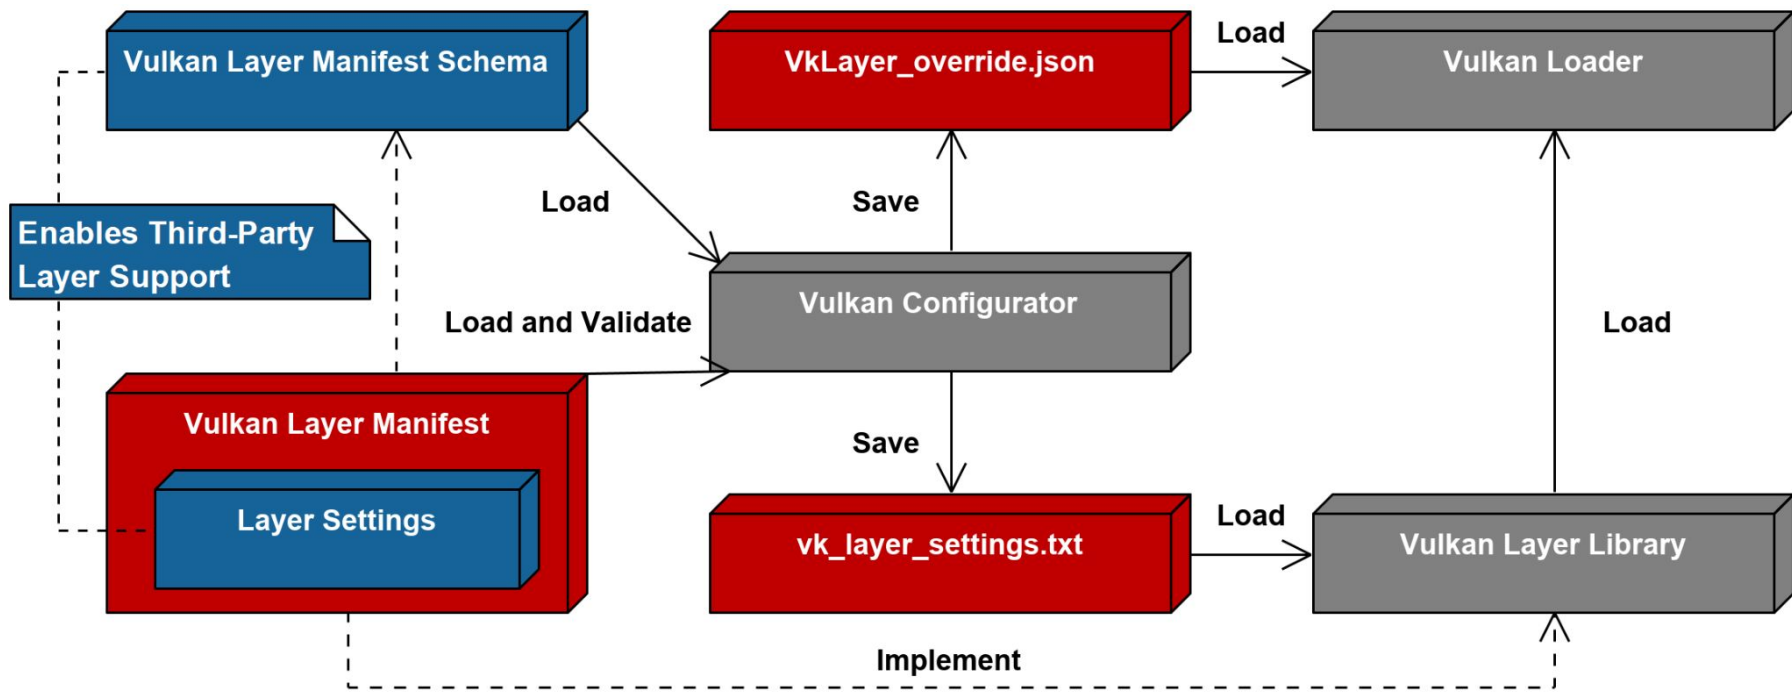 Vulkan Layer Manifest Schema
VkLayer_override.json
Load
Vulkan Loader
Load
Save
Enables Third-Party
Layer Support
Vulkan Configurator
Load and Validate
Load
Vulkan Layer Manifest
Save
Layer Settings
vk_layer_settings.txt
Load
Vulkan Layer Library
Implement